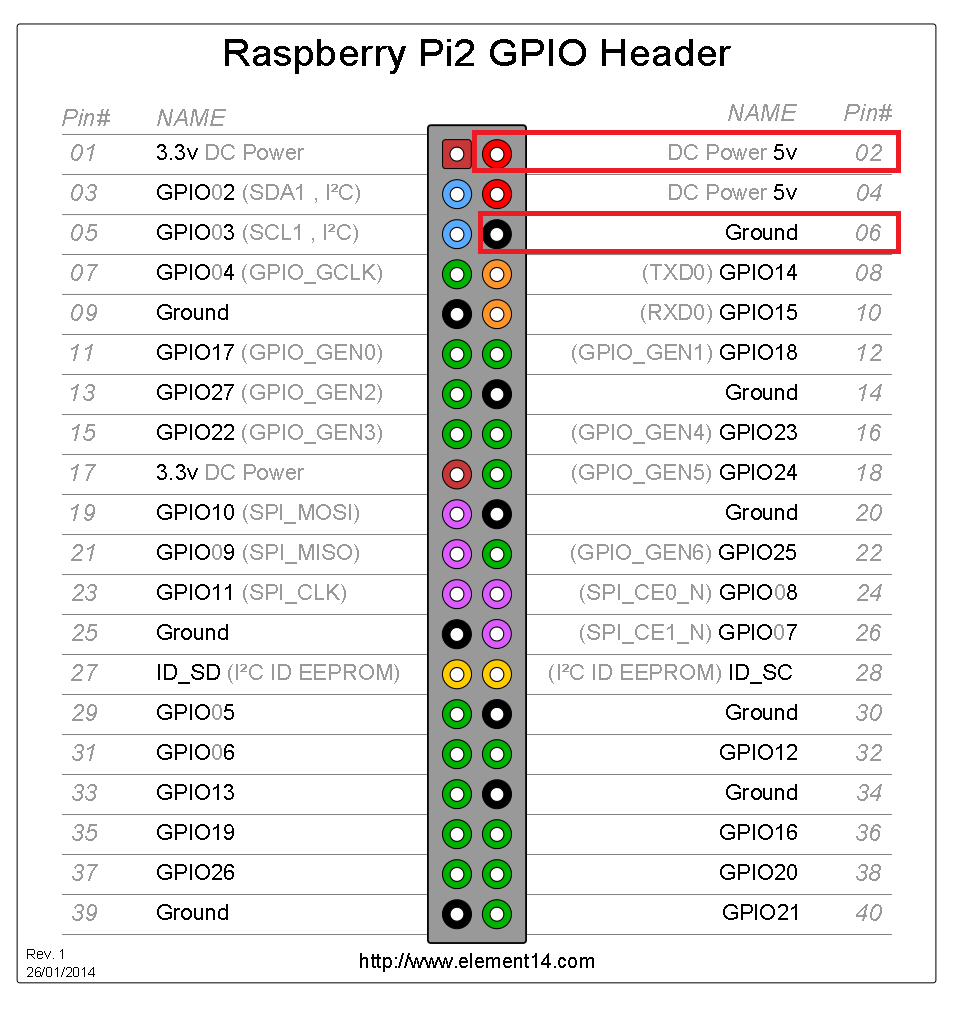 Raspberry Pi2 GPIO Header
Pin# NAME NAME Pin#
01 3.3v DC Power DC Power 5v 02
03 GPIO02 (SDA1 , I²C) DC Power 5v 04
05 GPIO03 (SCL1 , I²C) Ground 06
07 GPIO04 (GPIO_GCLK) (TXD0) GPIO14 08
09 Ground (RXD0) GPIO15 10
11 GPIO17 (GPIO_GEN0) (GPIO_GEN1) GPIO18 12
13 GPIO27 (GPIO_GEN2) Ground 14
15 GPIO22 (GPIO_GEN3) (GPIO_GEN4) GPIO23 16
17 3.3v DC Power (GPIO_GEN5) GPIO24 18
19 GPIO10 (SPI_MOSI) Ground 20
21 GPIO09 (SPI_MISO) (GPIO_GEN6) GPIO25 22
23 GPIO11 (SPI_CLK) (SPI_CE0_N) GPIO08 24
25 Ground (SPI_CE1_N) GPIO07 26
27 ID_SD (I²C ID EEPROM) (I²C ID EEPROM) ID_SC 28
29 GPIO05 Ground 30
31 GPIO06 GPIO12 32
33 GPIO13 Ground 34
35 GPIO19 GPIO16 36
37 GPIO26 GPIO20 38
39 Ground GPIO21 40
Rev. 1
26/01/2014
http://www.element14.com